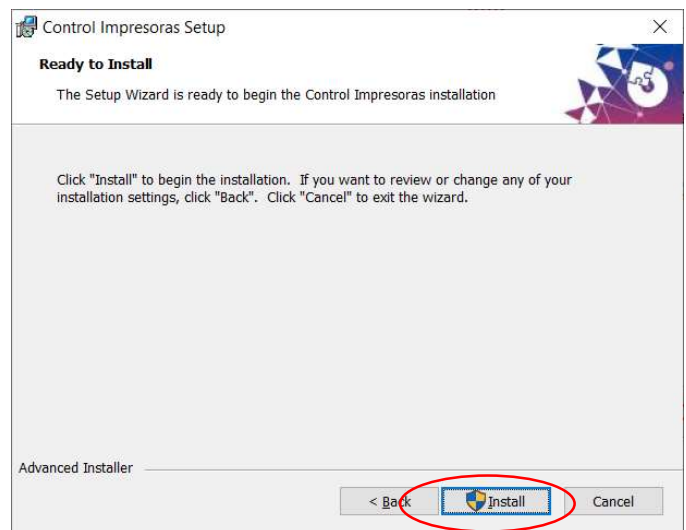 Control Impresoras Setup
Ready to Install
The Setup Wizard is ready to begin the Control Impresoras installation
Click "Install" to begin the installation. If you want to review or change any of your
installation settings, click "Back". Click "Cancel" to exit the wizard.
Advanced Installer
< Back Install Cancel